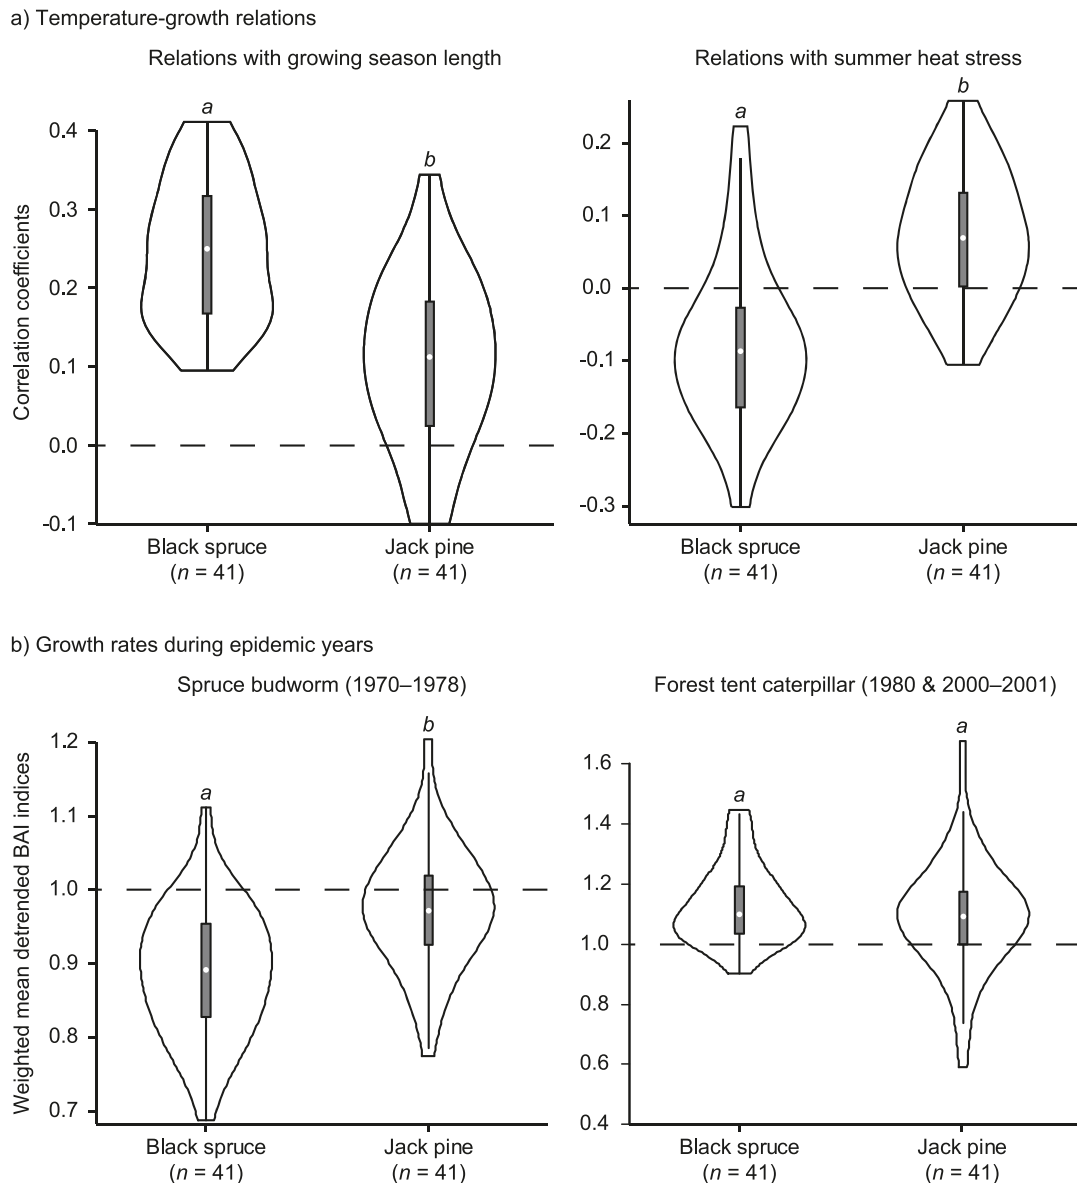 a) Temperature-growth relations
Relations with growing season length
Relations with summer heat stress
Correlation coefficients
0.4
0.3
0.2
0.1
0.0
-0.1
a
b
Black spruce
(n = 41)
Jack pine
(n = 41)
0.2
0.1
0.0
-0.1
-0.2
-0.3
a
b
Black spruce
(n = 41)
Jack pine
(n = 41)
b) Growth rates during epidemic years
Spruce budworm (1970–1978)
Forest tent caterpillar (1980 & 2000–2001)
Weighted mean detrended BAI indices
1.2
1.1
1.0
0.9
0.8
0.7
a
b
Black spruce
(n = 41)
Jack pine
(n = 41)
1.6
1.4
1.2
1.0
0.8
0.6
0.4
a
a
Black spruce
(n = 41)
Jack pine
(n = 41)